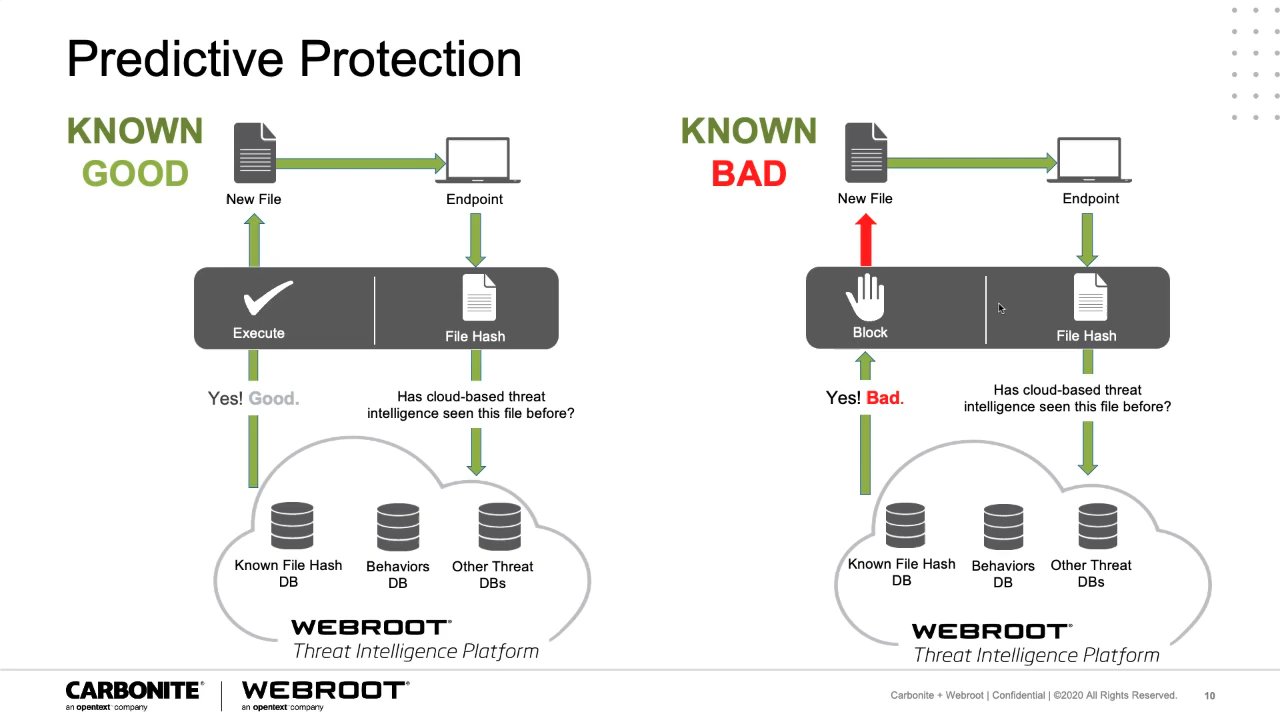 Predictive Protection
KNOWN
GOOD
New File
Endpoint
Execute
File Hash
Yes! Good.
Has cloud-based threat
intelligence seen this file before?
Known File Hash
DB
Behaviors
DB
Other Threat
DBs
WEBROOT®
Threat Intelligence Platform
KNOWN
BAD
New File
Endpoint
Block
File Hash
Yes! Bad.
Has cloud-based threat
intelligence seen this file before?
Known File Hash
DB
Behaviors
DB
Other Threat
DBs
WEBROOT®
Threat Intelligence Platform
CARBONITE®
an opentext™ company
WEBROOT®
an opentext™ company
Carbonite + Webroot | Confidential | ©2020 All Rights Reserved.
10